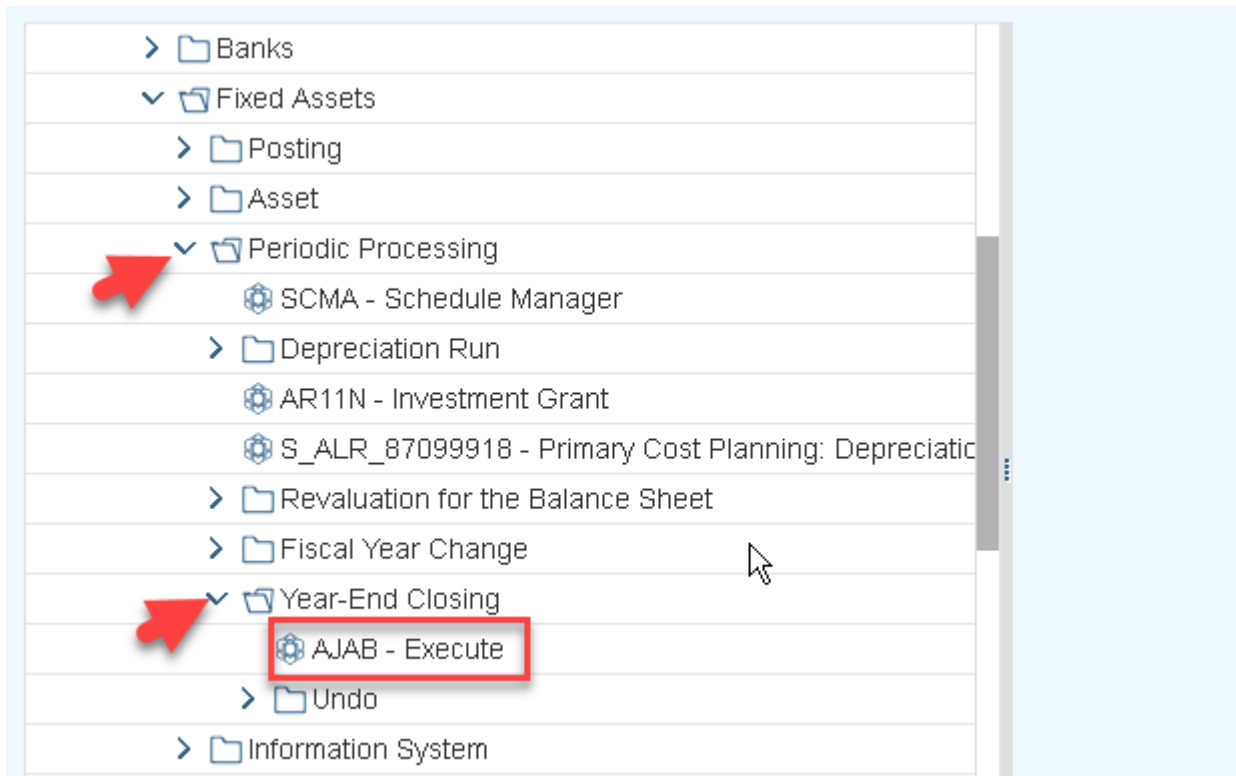 Banks
Fixed Assets
Posting
Asset
Periodic Processing
SCMA - Schedule Manager
Depreciation Run
AR11N - Investment Grant
S_ALR_87099918 - Primary Cost Planning: Depreciatic
Revaluation for the Balance Sheet
Fiscal Year Change
Year-End Closing
AJAB - Execute
Undo
Information System